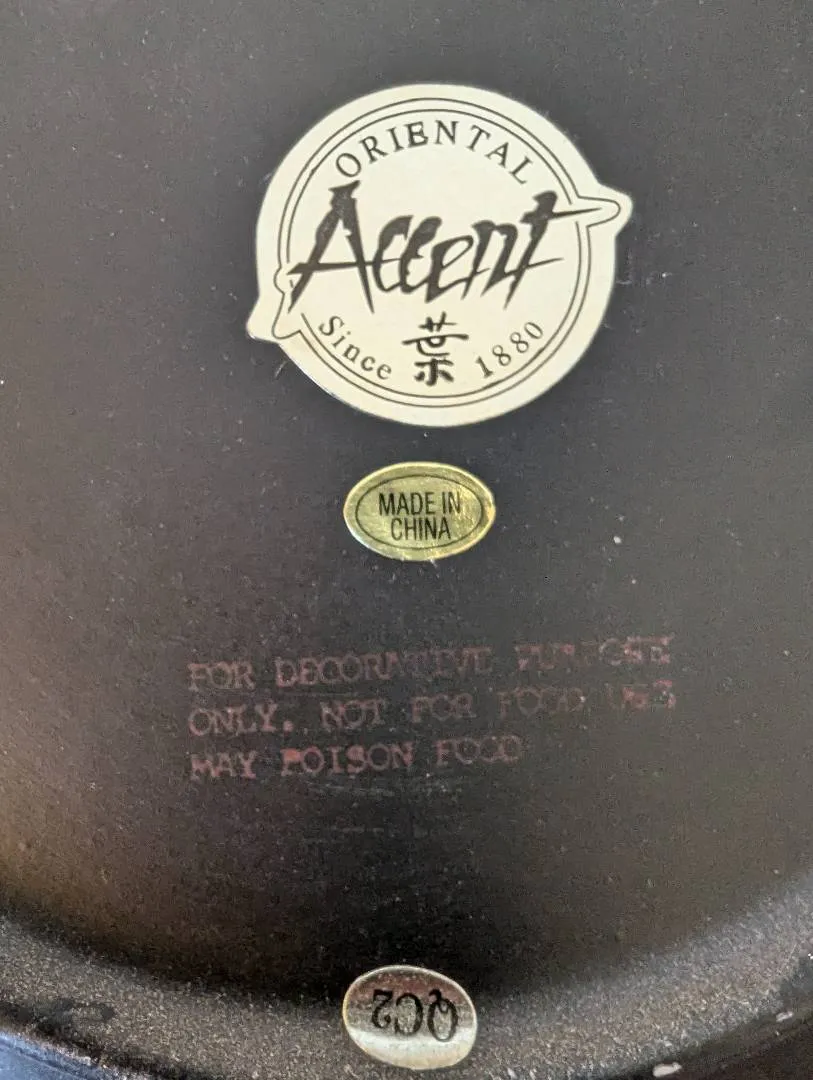 ORIENTAL
Accent
Since 葉 1880
MADE IN
CHINA
FOR DECORATIVE PURPOSE
ONLY. NOT FOR FOOD USE
MAY POISON FOOD
QC2